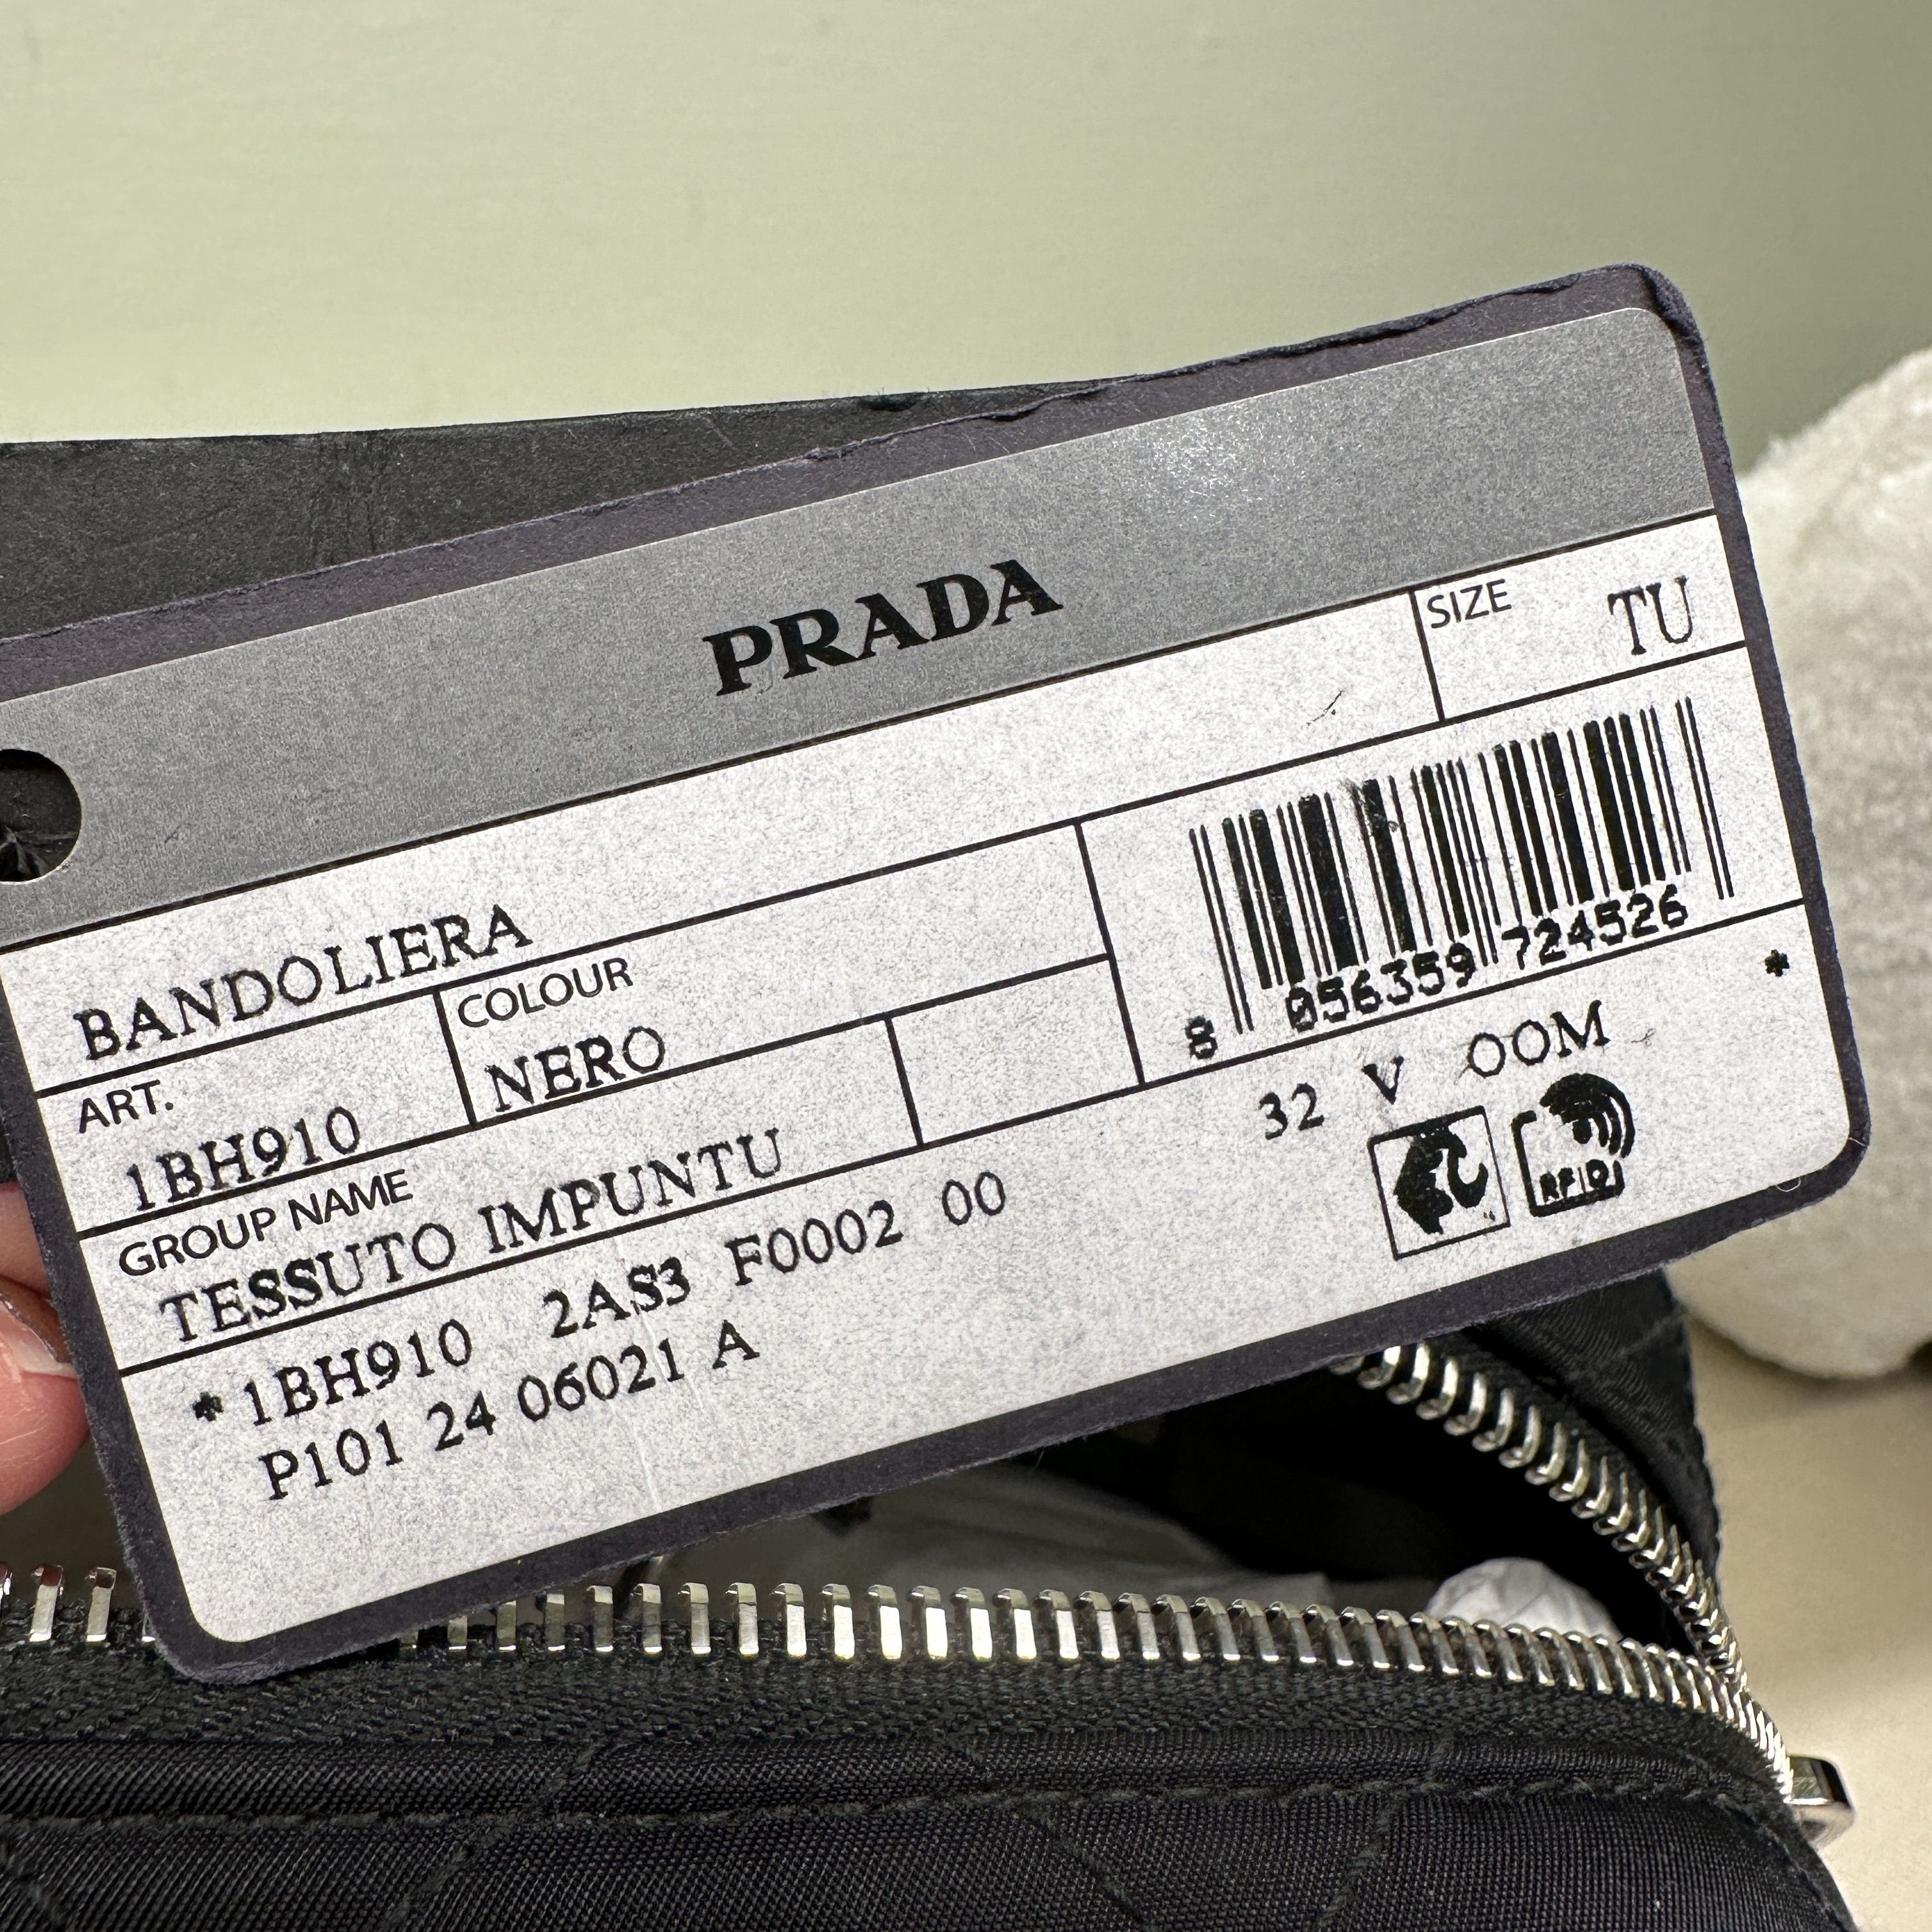 PRADA
SIZE
TU
BANDOLIERA
ART.
1BH910
COLOUR
NERO
8 056359 724526
GROUP NAME
TESSUTO IMPUNTU
32 V OOM *
*1BH910 2AS3 F0002 00
P101 24 06021 A
RFID